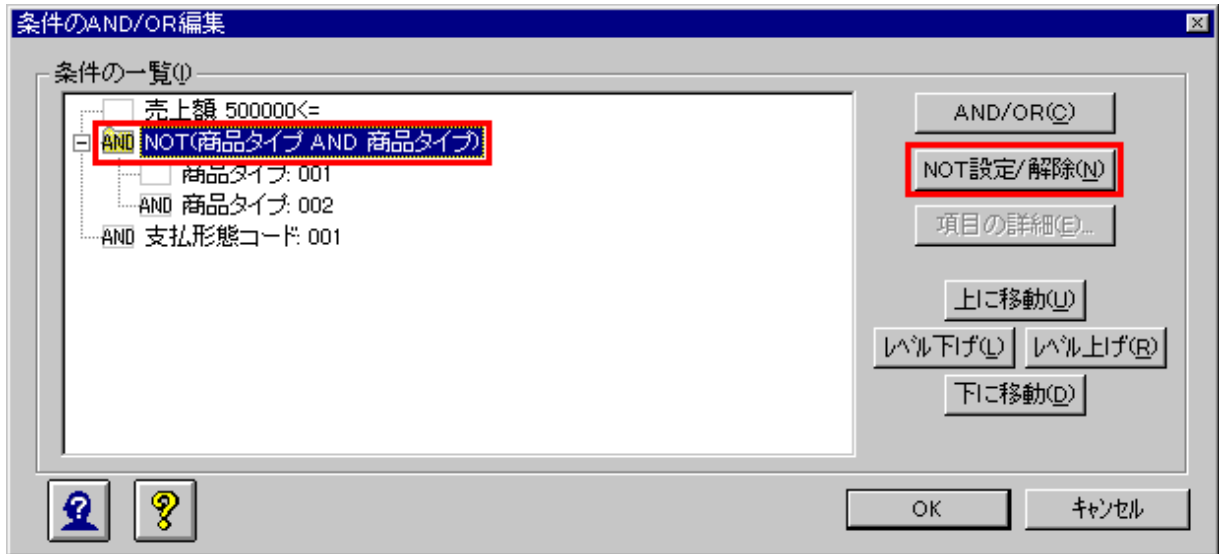 条件のAND/OR編集
条件の一覧(I)
売上額 500000<=
AND NOT(商品タイプ AND 商品タイプ)
商品タイプ: 001
AND 商品タイプ: 002
AND 支払形態コード: 001
AND/OR(C)
NOT設定/解除(N)
項目の詳細(E)...
上に移動(U)
レベル下げ(L) レベル上げ(R)
下に移動(D)
OK キャンセル